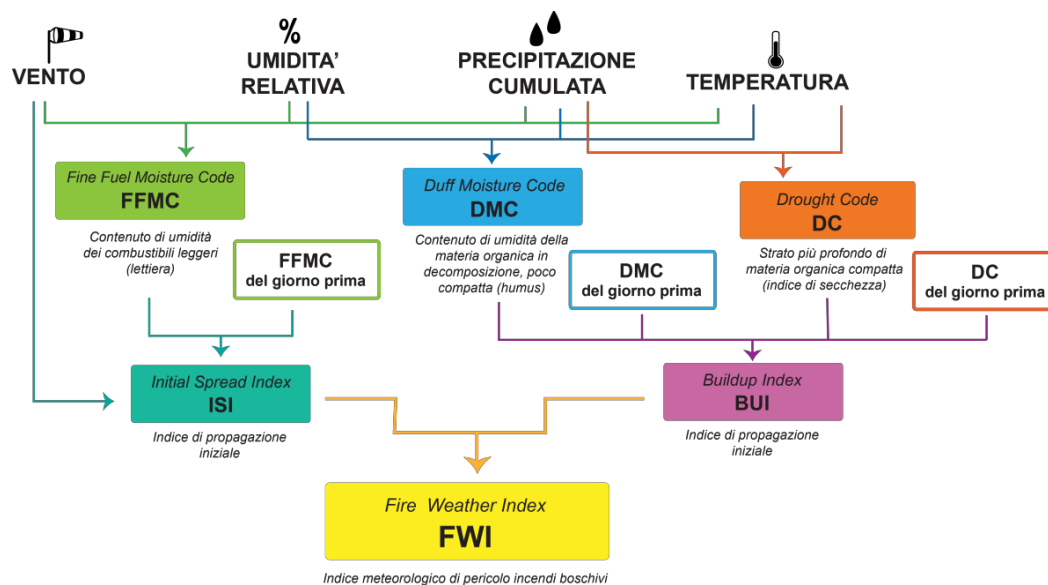 VENTO
%
UMIDITA'
RELATIVA
PRECIPITAZIONE
CUMULATA
TEMPERATURA
Fine Fuel Moisture Code
FFMC
Duff Moisture Code
DMC
Drought Code
DC
Contenuto di umidità
dei combustibili leggeri
(lettiera)
FFMC
del giorno prima
Contenuto di umidità della
materia organica in
decomposizione, poco
compatta (humus)
DMC
del giorno prima
Strato più profondo di
materia organica compatta
(indice di secchezza)
DC
del giorno prima
Initial Spread Index
ISI
Buildup Index
BUI
Indice di propagazione
iniziale
Indice di propagazione
iniziale
Fire Weather Index
FWI
Indice meteorologico di pericolo incendi boschivi